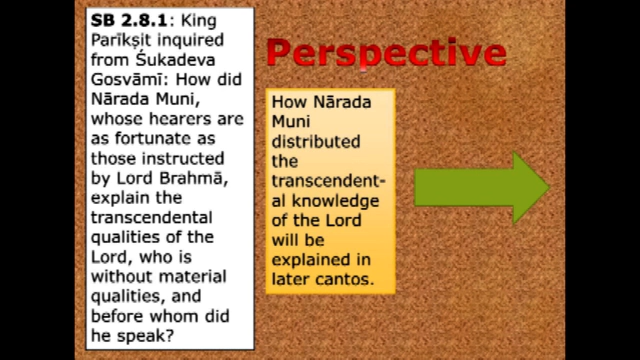 SB 2.8.1: King
Parīkṣit inquired
from Śukadeva
Gosvāmī: How did
Nārada Muni,
whose hearers are
as fortunate as
those instructed
by Lord Brahmā,
explain the
transcendental
qualities of the
Lord, who is
without material
qualities, and
before whom did
he speak?
Perspective
How Nārada
Muni
distributed
the
transcendent-
al knowledge
of the Lord
will be
explained in
later cantos.